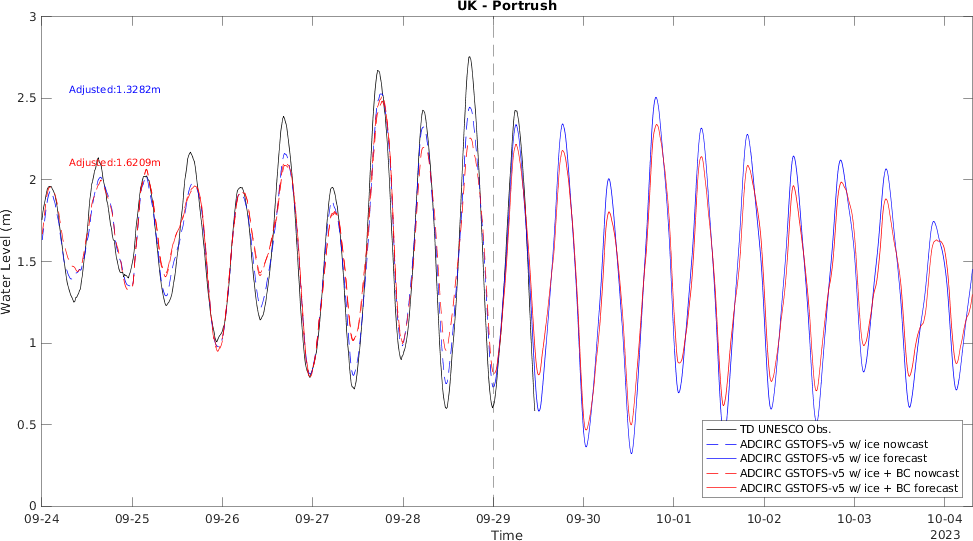 UK - Portrush
3
2.5
2
1.5
1
0.5
0
Water Level (m)
Adjusted:1.3282m
Adjusted:1.6209m
TD UNESCO Obs.
ADCIRC GSTOFS-v5 w/ ice nowcast
ADCIRC GSTOFS-v5 w/ ice forecast
ADCIRC GSTOFS-v5 w/ ice + BC nowcast
ADCIRC GSTOFS-v5 w/ ice + BC forecast
09-24 09-25 09-26 09-27 09-28 09-29 09-30 10-01 10-02 10-03 10-04
Time 2023